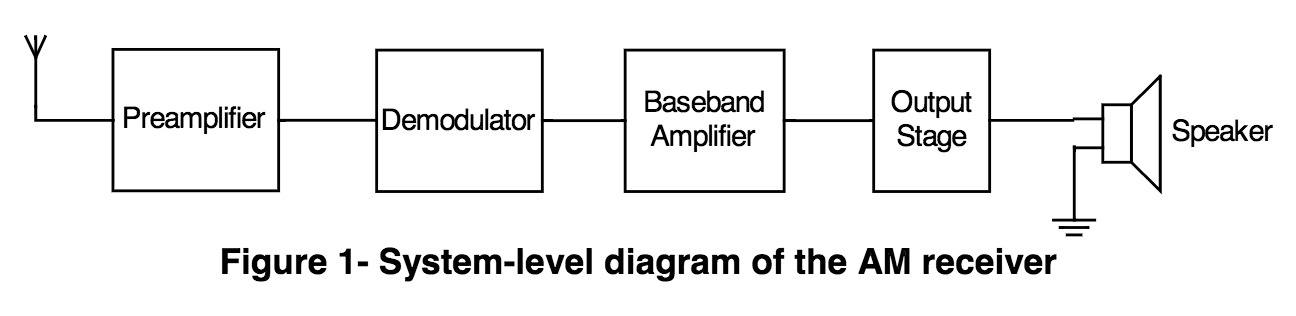 Preamplifier
Demodulator
Baseband
Amplifier
Output
Stage
Speaker
Figure 1- System-level diagram of the AM receiver